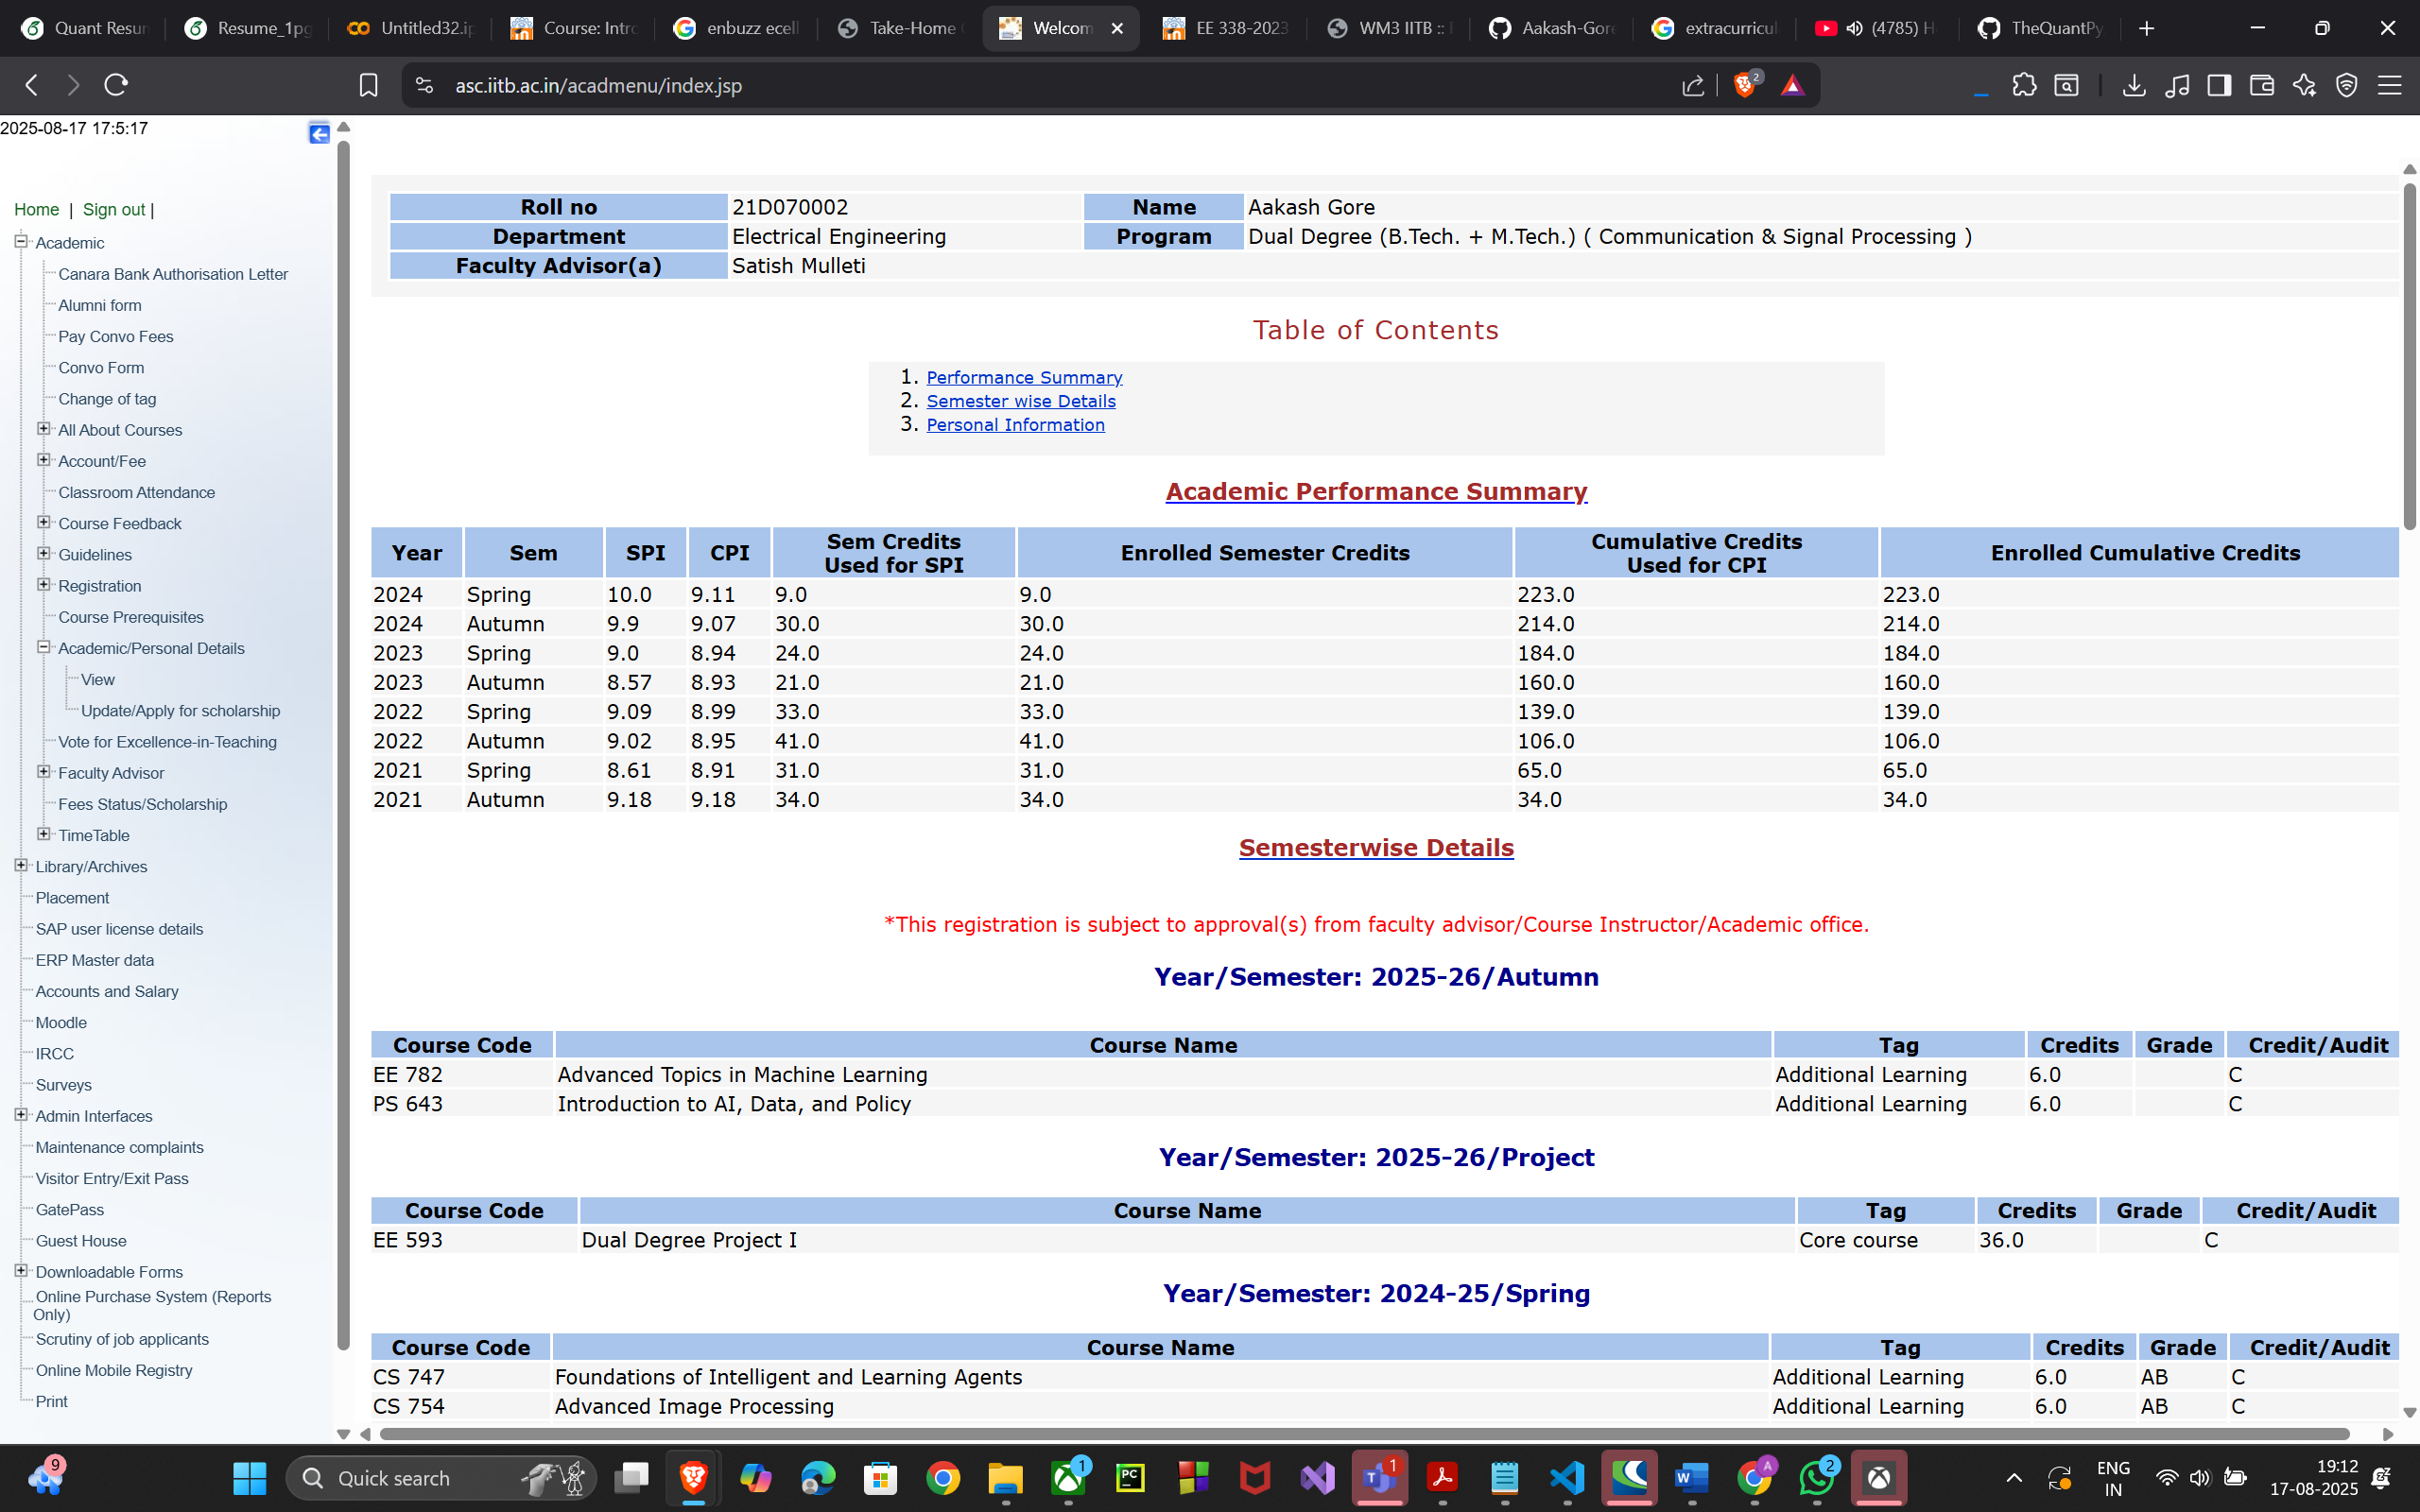 Quant Resum
Resume_1pg
Untitled32.ip
Course: Intro
enbuzz ecell
Take-Home
Welcom
EE 338-2023
WM3 IITB ::
Aakash-Gore
extracurricul
(4785) H
TheQuantPy
asc.iitb.ac.in/acadmenu/index.jsp
2
2025-08-17 17:5:17
Home | Sign out |
Academic
Canara Bank Authorisation Letter
Alumni form
Pay Convo Fees
Convo Form
Change of tag
All About Courses
Account/Fee
Classroom Attendance
Course Feedback
Guidelines
Registration
Course Prerequisites
Academic/Personal Details
View
Update/Apply for scholarship
Vote for Excellence-in-Teaching
Faculty Advisor
Fees Status/Scholarship
TimeTable
Library/Archives
Placement
SAP user license details
ERP Master data
Accounts and Salary
Moodle
IRCC
Surveys
Admin Interfaces
Maintenance complaints
Visitor Entry/Exit Pass
GatePass
Guest House
Downloadable Forms
Online Purchase System (Reports
Only)
Scrutiny of job applicants
Online Mobile Registry
Print
Roll no 21D070002 Name Aakash Gore
Department Electrical Engineering Program Dual Degree (B.Tech. + M.Tech.) ( Communication & Signal Processing )
Faculty Advisor(a) Satish Mulleti
Table of Contents
1. Performance Summary
2. Semester wise Details
3. Personal Information
Academic Performance Summary
Year Sem SPI CPI Sem Credits Used for SPI Enrolled Semester Credits Cumulative Credits Used for CPI Enrolled Cumulative Credits
2024 Spring 10.0 9.11 9.0 9.0 223.0 223.0
2024 Autumn 9.9 9.07 30.0 30.0 214.0 214.0
2023 Spring 9.0 8.94 24.0 24.0 184.0 184.0
2023 Autumn 8.57 8.93 21.0 21.0 160.0 160.0
2022 Spring 9.09 8.99 33.0 33.0 139.0 139.0
2022 Autumn 9.02 8.95 41.0 41.0 106.0 106.0
2021 Spring 8.61 8.91 31.0 31.0 65.0 65.0
2021 Autumn 9.18 9.18 34.0 34.0 34.0 34.0
Semesterwise Details
*This registration is subject to approval(s) from faculty advisor/Course Instructor/Academic office.
Year/Semester: 2025-26/Autumn
Course Code Course Name Tag Credits Grade Credit/Audit
EE 782 Advanced Topics in Machine Learning Additional Learning 6.0 C
PS 643 Introduction to AI, Data, and Policy Additional Learning 6.0 C
Year/Semester: 2025-26/Project
Course Code Course Name Tag Credits Grade Credit/Audit
EE 593 Dual Degree Project I Core course 36.0 C
Year/Semester: 2024-25/Spring
Course Code Course Name Tag Credits Grade Credit/Audit
CS 747 Foundations of Intelligent and Learning Agents Additional Learning 6.0 AB C
CS 754 Advanced Image Processing Additional Learning 6.0 AB C
9
Quick search
1
PC
T 1
W
A
2
ENG
IN
19:12
17-08-2025